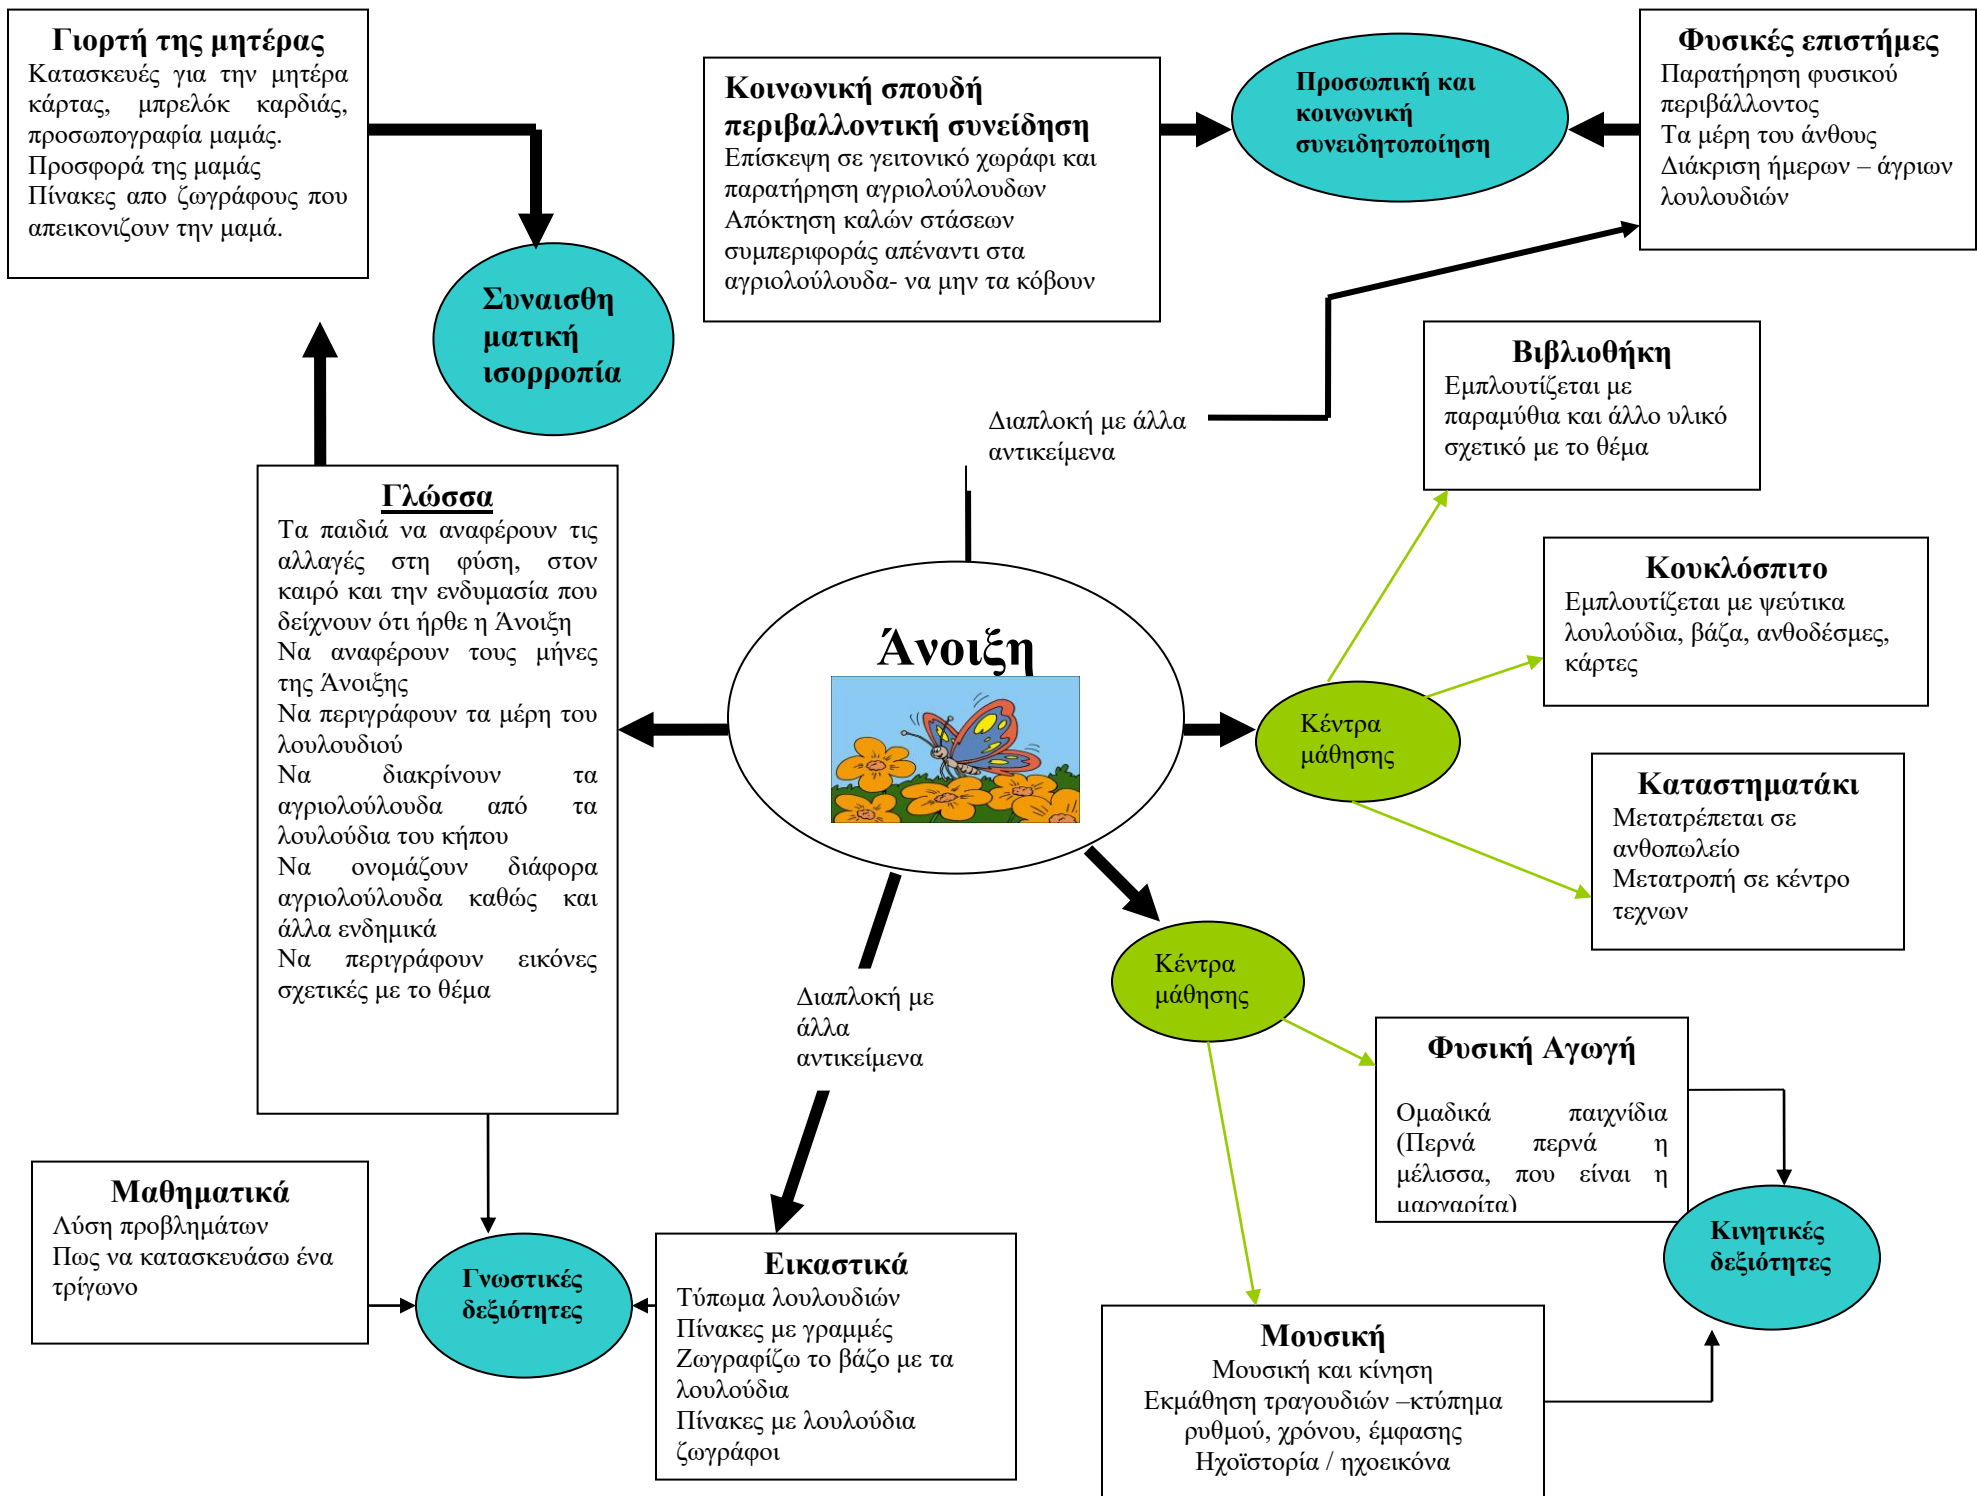 Γιορτή της μητέρας
Κατασκευές για την μητέρα
κάρτας, μπρελόκ καρδιάς,
προσωπογραφία μαμάς.
Προσφορά της μαμάς
Πίνακες απο ζωγράφους που
απεικονιζουν την μαμά.
Κοινωνική σπουδή
περιβαλλοντική συνείδηση
Επίσκεψη σε γειτονικό χωράφι και
παρατήρηση αγριολούλουδων
Απόκτηση καλών στάσεων
συμπεριφοράς απέναντι στα
αγριολούλουδα- να μην τα κόβουν
Προσωπική και
κοινωνική
συνειδητοποίηση
Φυσικές επιστήμες
Παρατήρηση φυσικού
περιβάλλοντος
Τα μέρη του άνθους
Διάκριση ήμερων – άγριων
λουλουδιών
Συναισθη
ματική
ισορροπία
Διαπλοκή με άλλα
αντικείμενα
Βιβλιοθήκη
Εμπλουτίζεται με
παραμύθια και άλλο υλικό
σχετικό με το θέμα
Γλώσσα
Τα παιδιά να αναφέρουν τις
αλλαγές στη φύση, στον
καιρό και την ενδυμασία που
δείχνουν ότι ήρθε η Άνοιξη
Να αναφέρουν τους μήνες
της Άνοιξης
Να περιγράφουν τα μέρη του
λουλουδιού
Να διακρίνουν τα
αγριολούλουδα από τα
λουλούδια του κήπου
Να ονομάζουν διάφορα
αγριολούλουδα καθώς και
άλλα ενδημικά
Να περιγράφουν εικόνες
σχετικές με το θέμα
Άνοιξη
Κουκλόσπιτο
Εμπλουτίζεται με ψεύτικα
λουλούδια, βάζα, ανθοδέσμες,
κάρτες
Κέντρα
μάθησης
Καταστηματάκι
Μετατρέπεται σε
ανθοπωλείο
Μετατροπή σε κέντρο
τεχνων
Κέντρα
μάθησης
Διαπλοκή με
άλλα
αντικείμενα
Φυσική Αγωγή
Ομαδικά παιχνίδια
(Περνά περνά η
μέλισσα, που είναι η
μαργαρίτα)
Μαθηματικά
Λύση προβλημάτων
Πως να κατασκευάσω ένα
τρίγωνο
Γνωστικές
δεξιότητες
Εικαστικά
Τύπωμα λουλουδιών
Πίνακες με γραμμές
Ζωγραφίζω το βάζο με τα
λουλούδια
Πίνακες με λουλούδια
ζωγράφοι
Κινητικές
δεξιότητες
Μουσική
Μουσική και κίνηση
Εκμάθηση τραγουδιών –κτύπημα
ρυθμού, χρόνου, έμφασης
Ηχοϊστορία / ηχοεικόνα